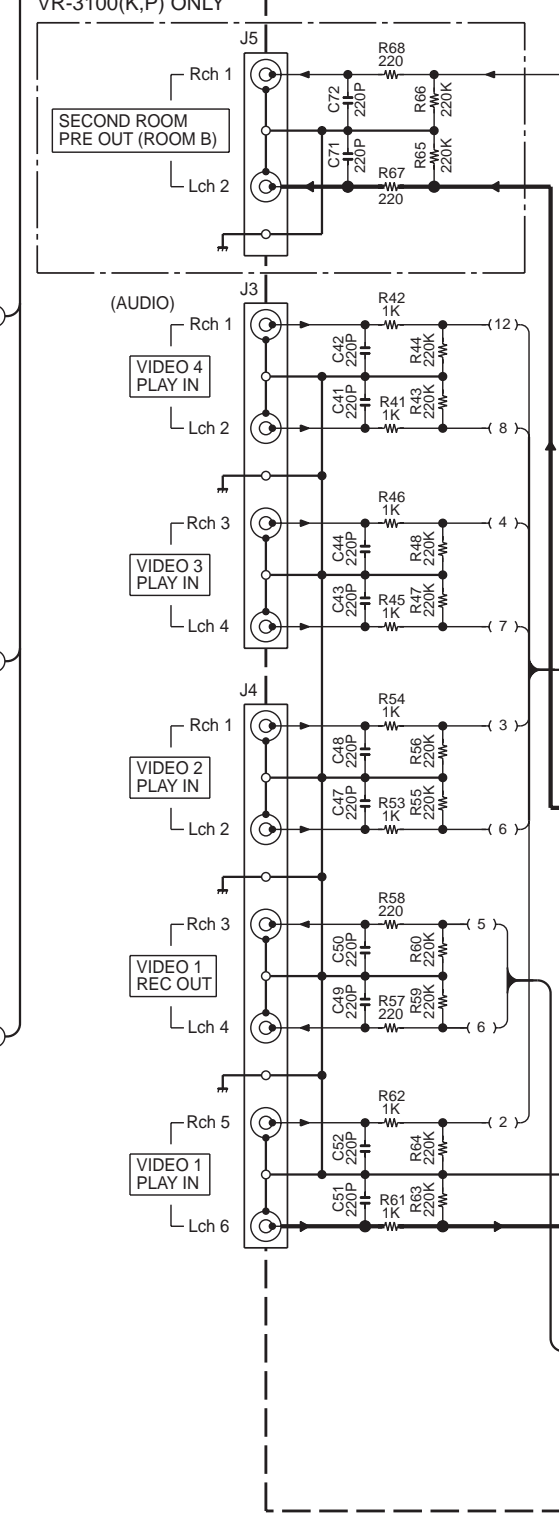 VR-3100(K,P) ONLY
J5
Rch 1
R68
220
C72
220P
R66
220K
SECOND ROOM
PRE OUT (ROOM B)
C71
220P
R65
220K
R67
220
Lch 2
J3
(AUDIO)
Rch 1
R42
1K
(12)
C42
220P
R44
220K
VIDEO 4
PLAY IN
C41
220P
R41
1K
R43
220K
Lch 2
( 8 )
Rch 3
R46
1K
( 4 )
C44
220P
R48
220K
VIDEO 3
PLAY IN
C43
220P
R45
1K
R47
220K
Lch 4
( 7 )
J4
Rch 1
R54
1K
( 3 )
C48
220P
R56
220K
VIDEO 2
PLAY IN
C47
220P
R53
1K
R55
220K
Lch 2
( 6 )
Rch 3
R58
220
( 5 )
C50
220P
R60
220K
VIDEO 1
REC OUT
C49
220P
R57
220
R59
220K
Lch 4
( 6 )
Rch 5
R62
1K
( 2 )
C52
220P
R64
220K
VIDEO 1
PLAY IN
C51
220P
R61
1K
R63
220K
Lch 6